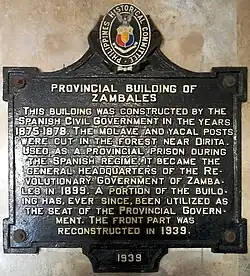 PHILIPPINES HISTORICAL COMMITTEE
PROVINCIAL BUILDING OF
ZAMBALES
THIS BUILDING WAS CONSTRUCTED BY THE
SPANISH CIVIL GOVERNMENT IN THE YEARS
1875-1878. THE MOLAVE AND YACAL POSTS
WERE CUT IN THE FOREST NEAR DIRITA.
USED AS A PROVINCIAL PRISON DURING
THE SPANISH REGIME, IT BECAME THE
GENERAL HEADQUARTERS OF THE RE-
VOLUTIONARY GOVERNMENT OF ZAMBA-
LES IN 1899. A PORTION OF THE BUILD-
ING HAS, EVER SINCE, BEEN UTILIZED AS
THE SEAT OF THE PROVINCIAL GOVERN-
MENT. THE FRONT PART WAS
RECONSTRUCTED IN 1939.
1939